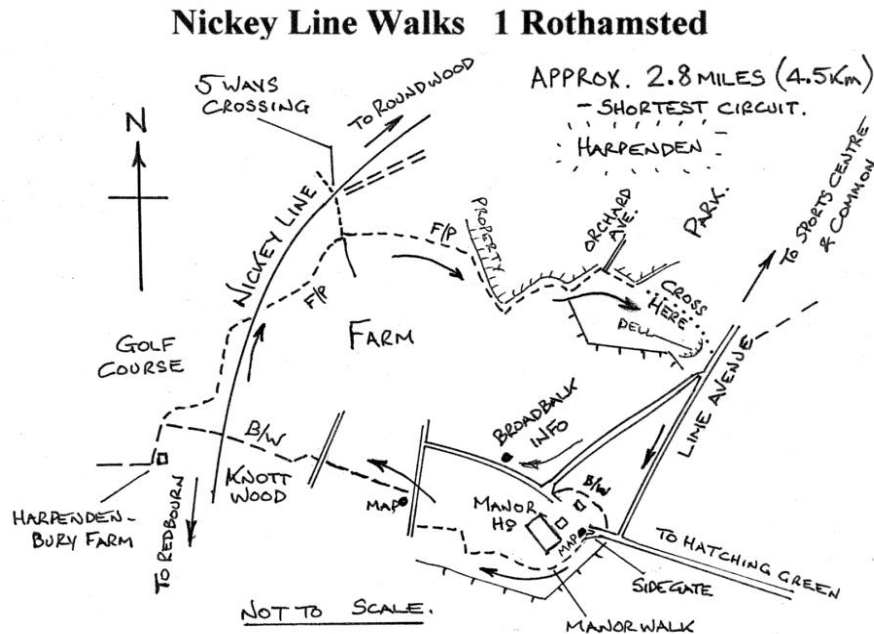 Nickey Line Walks 1 Rothamsted
APPROX. 2.8 MILES (4.5Km)
- SHORTEST CIRCUIT.
HARPENDEN
5 WAYS
CROSSING
TO ROUNDWOOD
N
NICKEY LINE
F/P
F/P
PROPERTY
ORCHARD
AVE.
PARK.
TO SPORTS CENTRE
& COMMON
CROSS
HERE
DELL
GOLF
COURSE
FARM
LIME AVENUE
BROADBALK
INFO
B/W
KNOTT
WOOD
HARPENDEN-
BURY FARM
TO REDBOURN
MAP
MANOR
HO
B/W
MAP
TO HATCHING GREEN
SIDEGATE
MANOR WALK
NOT TO SCALE.